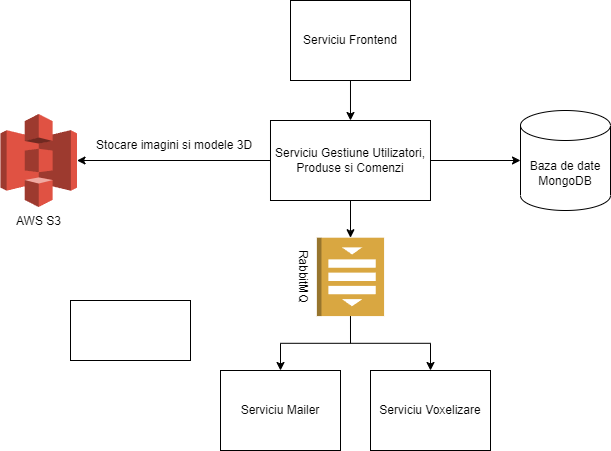 Serviciu Frontend
Stocare imagini si modele 3D
Serviciu Gestiune Utilizatori,
Produse si Comenzi
Baza de date
MongoDB
AWS S3
RabbitMQ
Serviciu Mailer
Serviciu Voxelizare